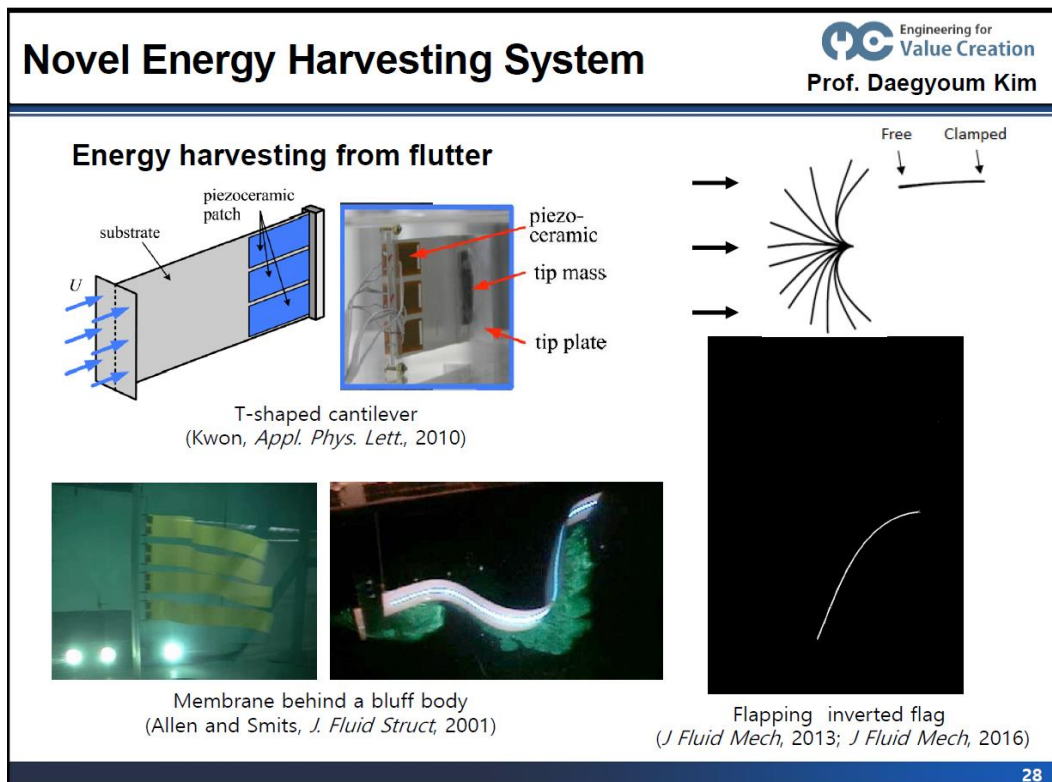 Novel Energy Harvesting System
Engineering for
Value Creation
Prof. Daegyoum Kim
Energy harvesting from flutter
piezoceramic
patch
substrate
U
piezo-
ceramic
tip mass
tip plate
T-shaped cantilever
(Kwon, Appl. Phys. Lett., 2010)
Free Clamped
Membrane behind a bluff body
(Allen and Smits, J. Fluid Struct, 2001)
Flapping inverted flag
(J Fluid Mech, 2013; J Fluid Mech, 2016)
28